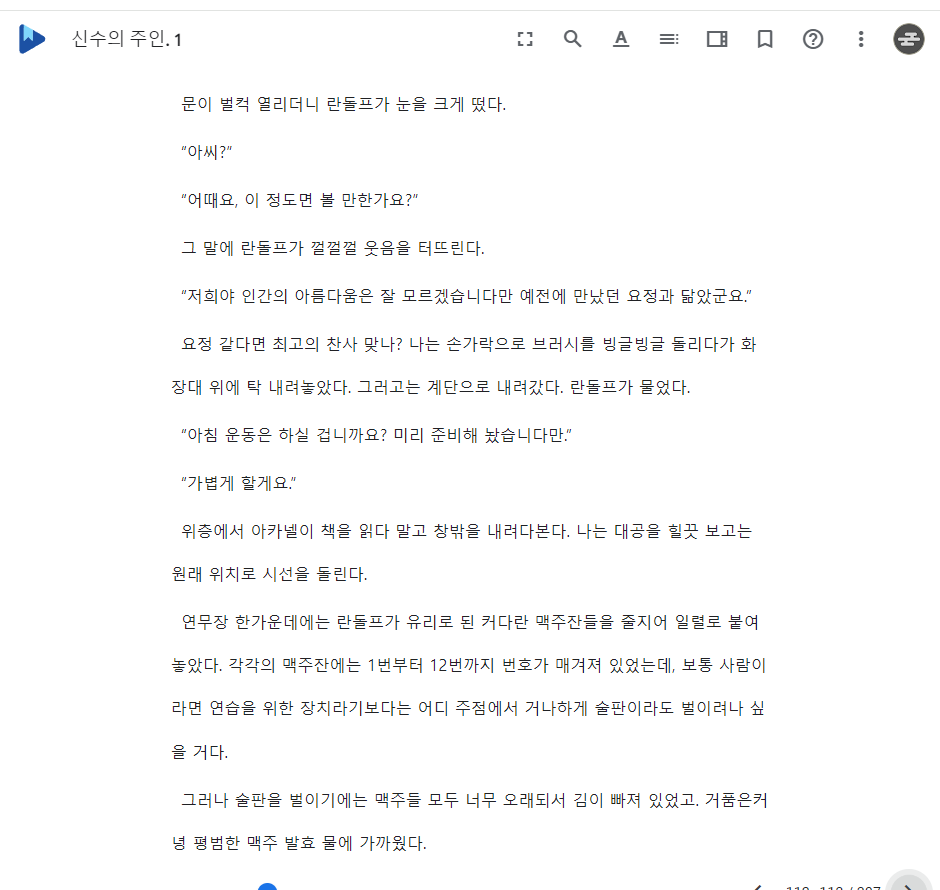 신수의 주인. 1
문이 벌컥 열리더니 란돌프가 눈을 크게 떴다.
“아씨?”
“어때요, 이 정도면 볼 만한가요?”
그 말에 란돌프가 껄껄껄 웃음을 터뜨린다.
“저희야 인간의 아름다움은 잘 모르겠습니다만 예전에 만났던 요정과 닮았군요.”
요정 같다면 최고의 찬사 맞나? 나는 손가락으로 브러시를 빙글빙글 돌리다가 화
장대 위에 탁 내려놓았다. 그러고는 계단으로 내려갔다. 란돌프가 물었다.
“아침 운동은 하실 겁니까요? 미리 준비해 놨습니다만.”
“가볍게 할게요.”
위층에서 아카넬이 책을 읽다 말고 창밖을 내려다본다. 나는 대공을 힐끗 보고는
원래 위치로 시선을 돌린다.
연무장 한가운데에는 란돌프가 유리로 된 커다란 맥주잔들을 줄지어 일렬로 붙여
놓았다. 각각의 맥주잔에는 1번부터 12번까지 번호가 매겨져 있었는데, 보통 사람이
라면 연습을 위한 장치라기보다는 어디 주점에서 거나하게 술판이라도 벌이려나 싶
을 거다.
그러나 술판을 벌이기에는 맥주들 모두 너무 오래되서 김이 빠져 있었고. 거품은커
녕 평범한 맥주 발효 물에 가까웠다.